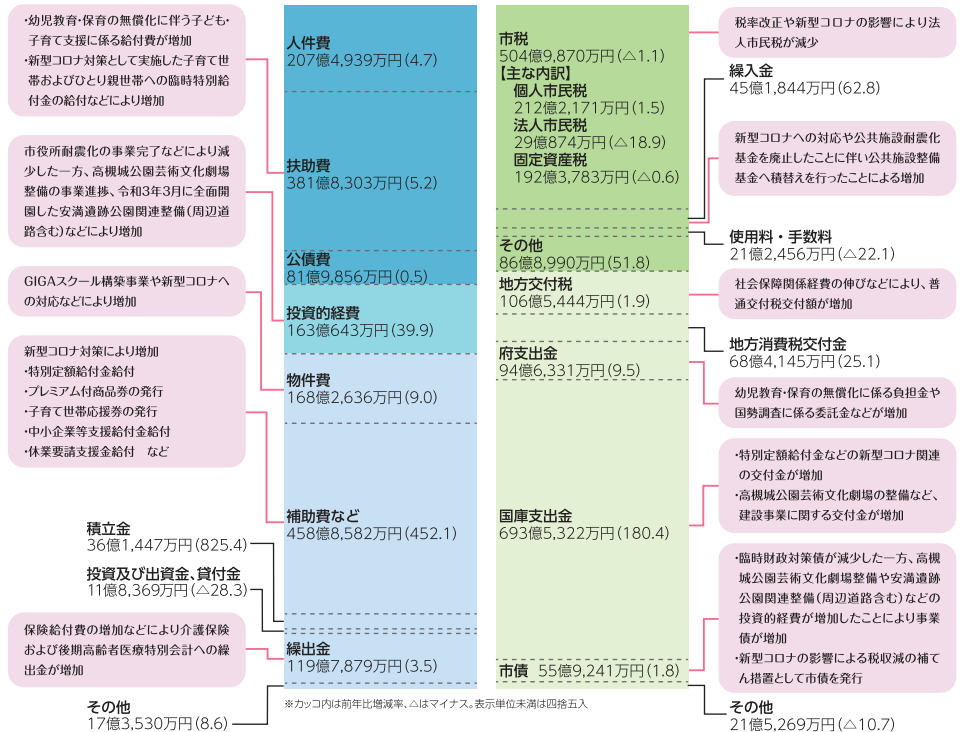 ・幼児教育・保育の無償化に伴う子ども・
子育て支援に係る給付費が増加
・新型コロナ対策として実施した子育て世
帯およびひとり親世帯への臨時特別給
付金の給付などにより増加
市役所耐震化の事業完了などにより減
少した一方、高槻城公園芸術文化劇場
整備の事業進捗、令和3年3月に全面開
園した安満遺跡公園関連整備(周辺道
路含む)などにより増加
GIGAスクール構築事業や新型コロナへ
の対応などにより増加
新型コロナ対策により増加
・特別定額給付金給付
・プレミアム付商品券の発行
・子育て世帯応援券の発行
・中小企業等支援給付金給付
・休業要請支援金給付　など
積立金
36億1,447万円(825.4)
投資及び出資金、貸付金
11億8,369万円(△28.3)
保険給付費の増加などにより介護保険
および後期高齢者医療特別会計への繰
出金が増加
その他
17億3,530万円(8.6)
人件費
207億4,939万円(4.7)
扶助費
381億8,303万円(5.2)
公債費
81億9,856万円(0.5)
投資的経費
163億643万円(39.9)
物件費
168億2,636万円(9.0)
補助費など
458億8,582万円(452.1)
繰出金
119億7,879万円(3.5)
市税
504億9,870万円(△1.1)
【主な内訳】
個人市民税
212億2,171万円(1.5)
法人市民税
29億874万円(△18.9)
固定資産税
192億3,783万円(△0.6)
その他
86億8,990万円(51.8)
地方交付税
106億5,444万円(1.9)
府支出金
94億6,331万円(9.5)
国庫支出金
693億5,322万円(180.4)
市債　55億9,241万円(1.8)
税率改正や新型コロナの影響により法
人市民税が減少
繰入金
45億1,844万円(62.8)
新型コロナへの対応や公共施設耐震化
基金を廃止したことに伴い公共施設整備
基金へ積替えを行ったことによる増加
使用料・手数料
21億2,456万円(△22.1)
社会保障関係経費の伸びなどにより、普
通交付税交付額が増加
地方消費税交付金
68億4,145万円(25.1)
幼児教育・保育の無償化に係る負担金や
国勢調査に係る委託金などが増加
・特別定額給付金などの新型コロナ関連
の交付金が増加
・高槻城公園芸術文化劇場の整備など、
建設事業に関する交付金が増加
・臨時財政対策債が減少した一方、高槻
城公園芸術文化劇場整備や安満遺跡
公園関連整備(周辺道路含む)などの
投資的経費が増加したことにより事業
債が増加
・新型コロナの影響による税収減の補て
ん措置として市債を発行
その他
21億5,269万円(△10.7)
※カッコ内は前年比増減率、△はマイナス。表示単位未満は四捨五入